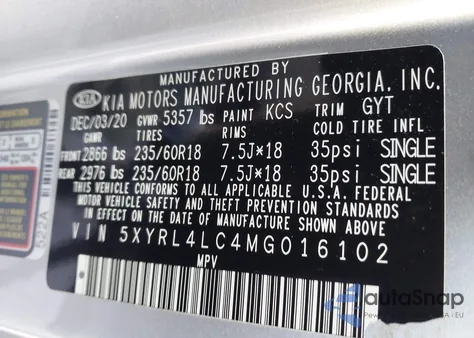 MANUFACTURED BY
KIA KIA MOTORS MANUFACTURING GEORGIA, INC.
DEC/03/20 GVWR 5357 lbs PAINT KCS TRIM GYT
GAWR TIRES RIMS COLD TIRE INFL
FRONT 2866 lbs 235/60R18 7.5J×18 35psi SINGLE
REAR 2976 lbs 235/60R18 7.5J×18 35psi SINGLE
THIS VEHICLE CONFORMS TO ALL APPLICABLE U.S.A. FEDERAL
MOTOR VEHICLE SAFETY AND THEFT PREVENTION STANDARDS
IN EFFECT ON THE DATE OF MANUFACTURE SHOWN ABOVE.
VIN 5XYRL4LC4MG016102
MPV
522A
autoSnap